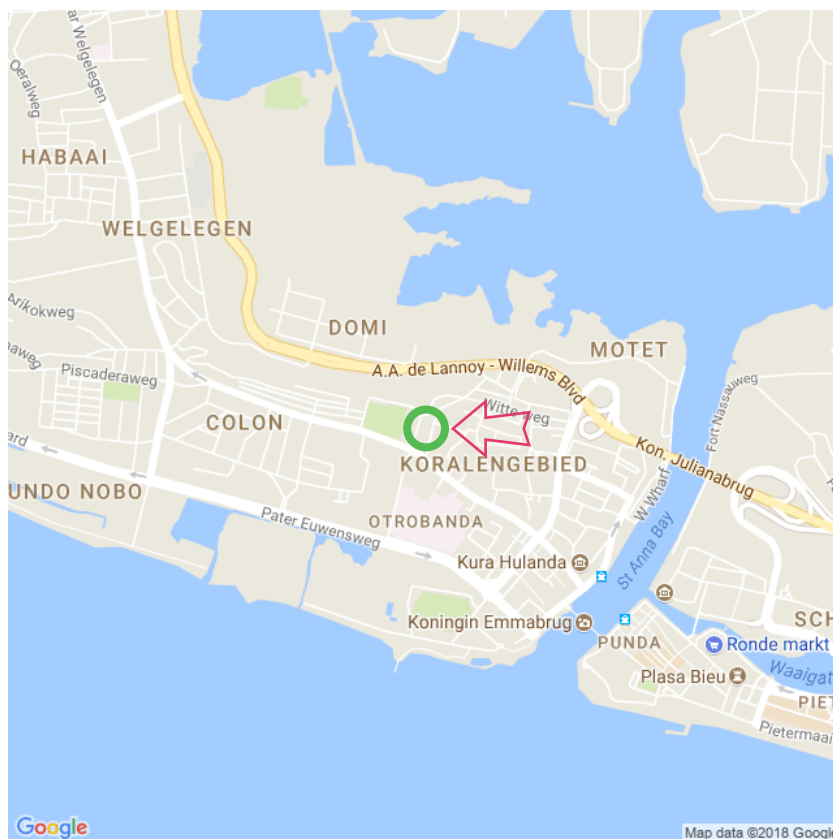 ar Welgelegen
Oeralweg
HABAAI
WELGELEGEN
Arikokweg
DOMI
MOTET
Fort Nassauweg
paweg
Piscaderaweg
A.A. de Lannoy - Willems Blvd
Witteweg
COLON
KORALENGEBIED
Kon. Julianabrug
ard
UNDO NOBO
W Wharf
OTROBANDA
Pater Euwensweg
St Anna Bay
Kura Hulanda
Koningin Emmabrug
SCH
PUNDA
Ronde markt
Waaigat
Plasa Bieu
PIET
Pietermaai
Google
Map data ©2018 Google